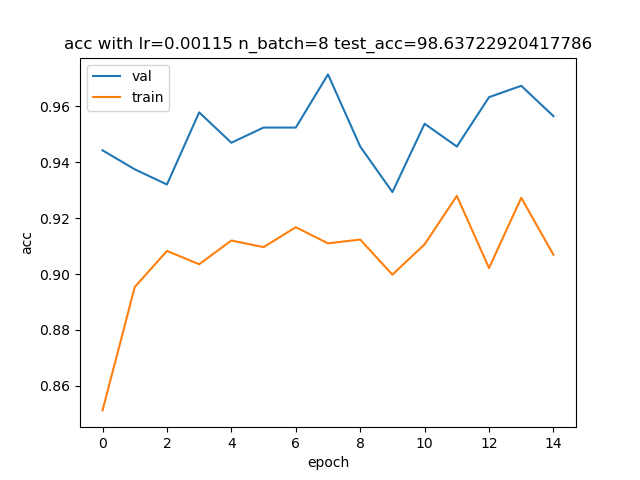 acc with lr=0.00115 n_batch=8 test_acc=98.63722920417786
val
train
0.96
0.94
0.92
0.90
0.88
0.86
acc
0 2 4 6 8 10 12 14
epoch